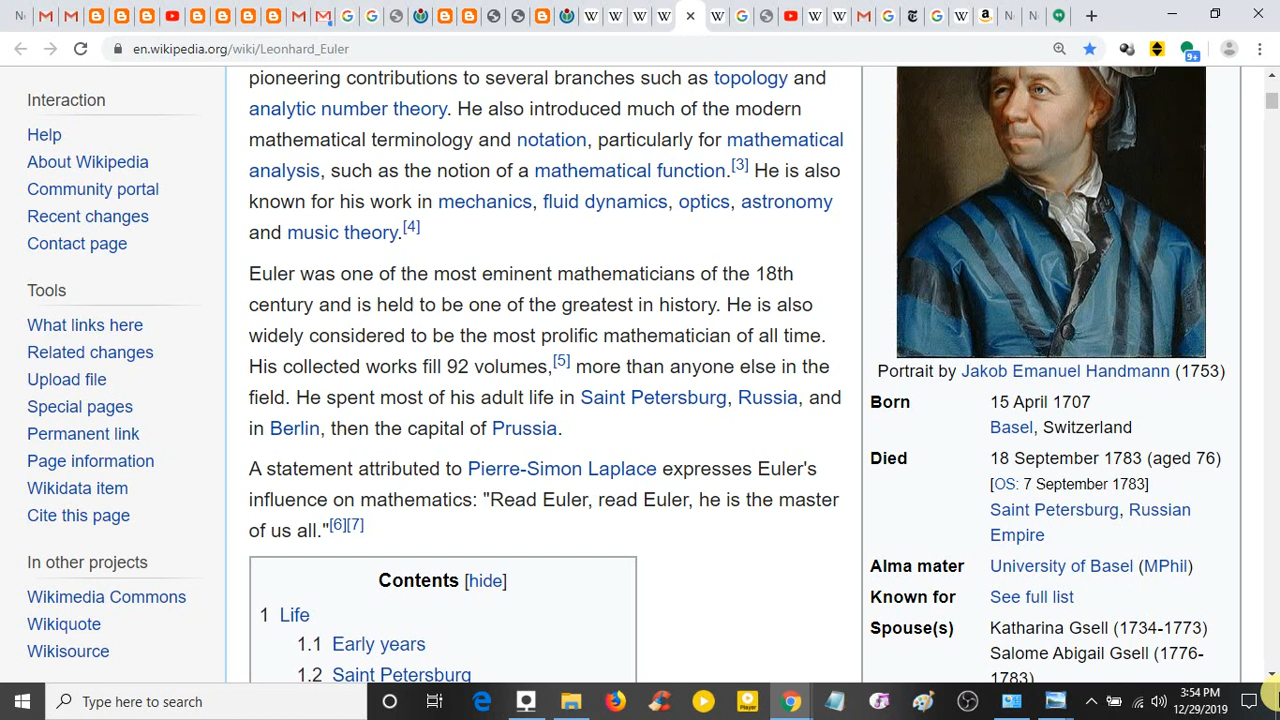 en.wikipedia.org/wiki/Leonhard_Euler
9+
Interaction
Help
About Wikipedia
Community portal
Recent changes
Contact page
Tools
What links here
Related changes
Upload file
Special pages
Permanent link
Page information
Wikidata item
Cite this page
In other projects
Wikimedia Commons
Wikiquote
Wikisource
pioneering contributions to several branches such as topology and
analytic number theory. He also introduced much of the modern
mathematical terminology and notation, particularly for mathematical
analysis, such as the notion of a mathematical function.[3] He is also
known for his work in mechanics, fluid dynamics, optics, astronomy
and music theory.[4]
Euler was one of the most eminent mathematicians of the 18th
century and is held to be one of the greatest in history. He is also
widely considered to be the most prolific mathematician of all time.
His collected works fill 92 volumes,[5] more than anyone else in the
field. He spent most of his adult life in Saint Petersburg, Russia, and
in Berlin, then the capital of Prussia.
A statement attributed to Pierre-Simon Laplace expresses Euler's
influence on mathematics: "Read Euler, read Euler, he is the master
of us all."[6][7]
Contents [hide]
1 Life
1.1 Early years
1.2 Saint Petersburg
Portrait by Jakob Emanuel Handmann (1753)
Born 15 April 1707
Basel, Switzerland
Died 18 September 1783 (aged 76)
[OS: 7 September 1783]
Saint Petersburg, Russian
Empire
Alma mater University of Basel (MPhil)
Known for See full list
Spouse(s) Katharina Gsell (1734-1773)
Salome Abigail Gsell (1776-
1783)
Type here to search
Player
3:54 PM
12/29/2019